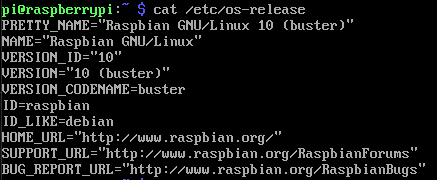 pi@raspberrypi:~ $ cat /etc/os-release
PRETTY_NAME="Raspbian GNU/Linux 10 (buster)"
NAME="Raspbian GNU/Linux"
VERSION_ID="10"
VERSION="10 (buster)"
VERSION_CODENAME=buster
ID=raspbian
ID_LIKE=debian
HOME_URL="http://www.raspbian.org/"
SUPPORT_URL="http://www.raspbian.org/RaspbianForums"
BUG_REPORT_URL="http://www.raspbian.org/RaspbianBugs"